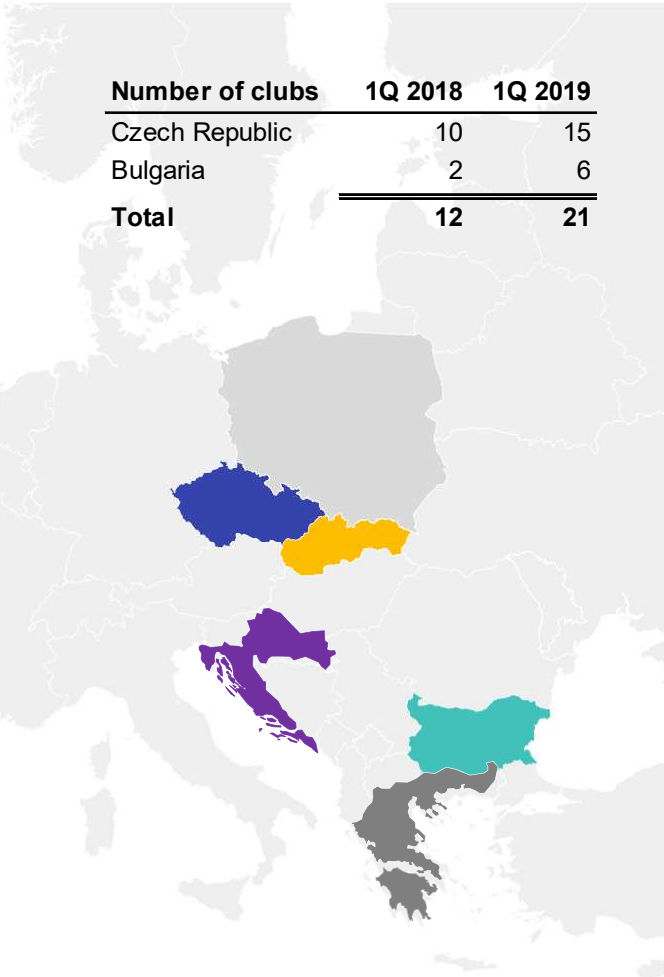 Number of clubs 1Q 2018 1Q 2019
Czech Republic 10 15
Bulgaria 2 6
Total 12 21